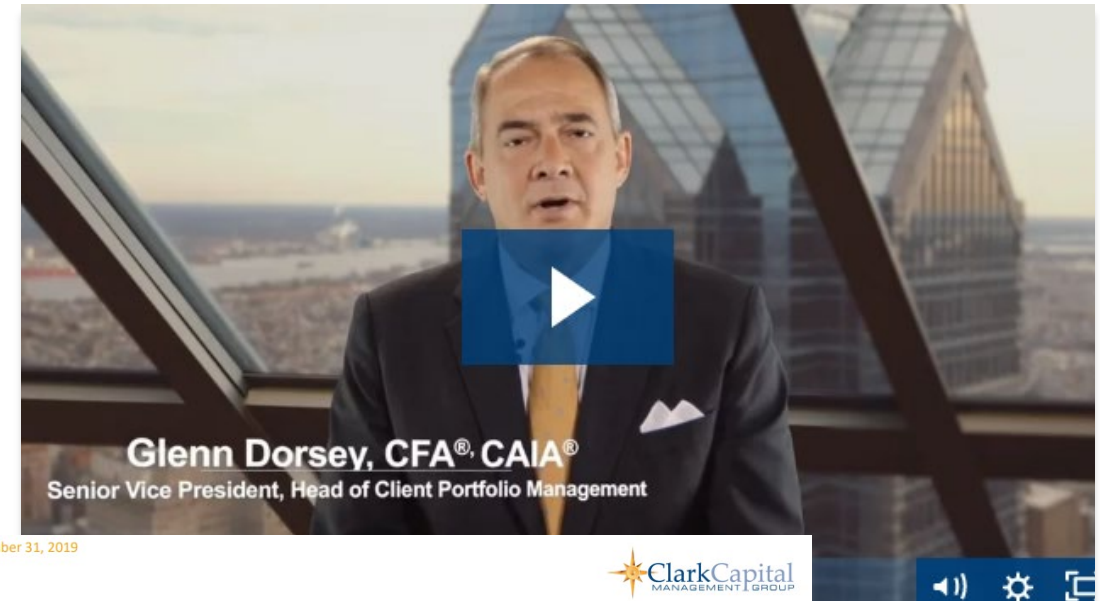 Glenn Dorsey, CFA®, CAIA®
Senior Vice President, Head of Client Portfolio Management
ber 31, 2019
ClarkCapital
MANAGEMENT GROUP